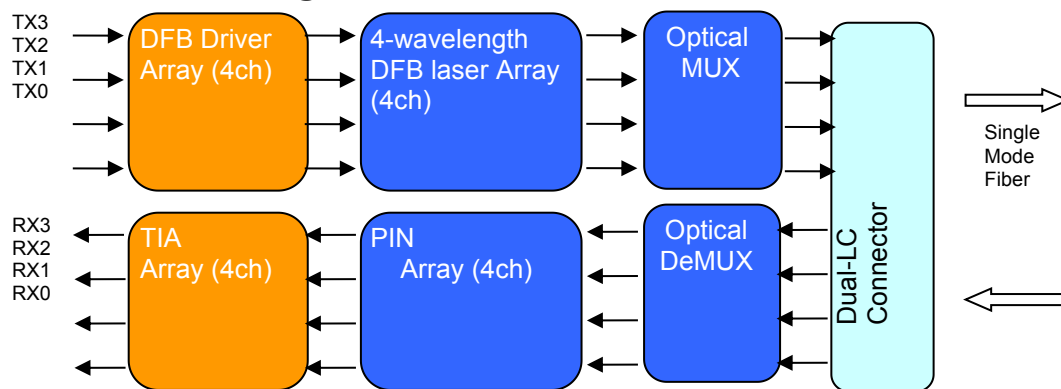 TX3
TX2
TX1
TX0
DFB Driver
Array (4ch)
4-wavelength
DFB laser Array
(4ch)
Optical
MUX
Single
Mode
Fiber
RX3
RX2
RX1
RX0
TIA
Array (4ch)
PIN
Array (4ch)
Optical
DeMUX
Dual-LC
Connector